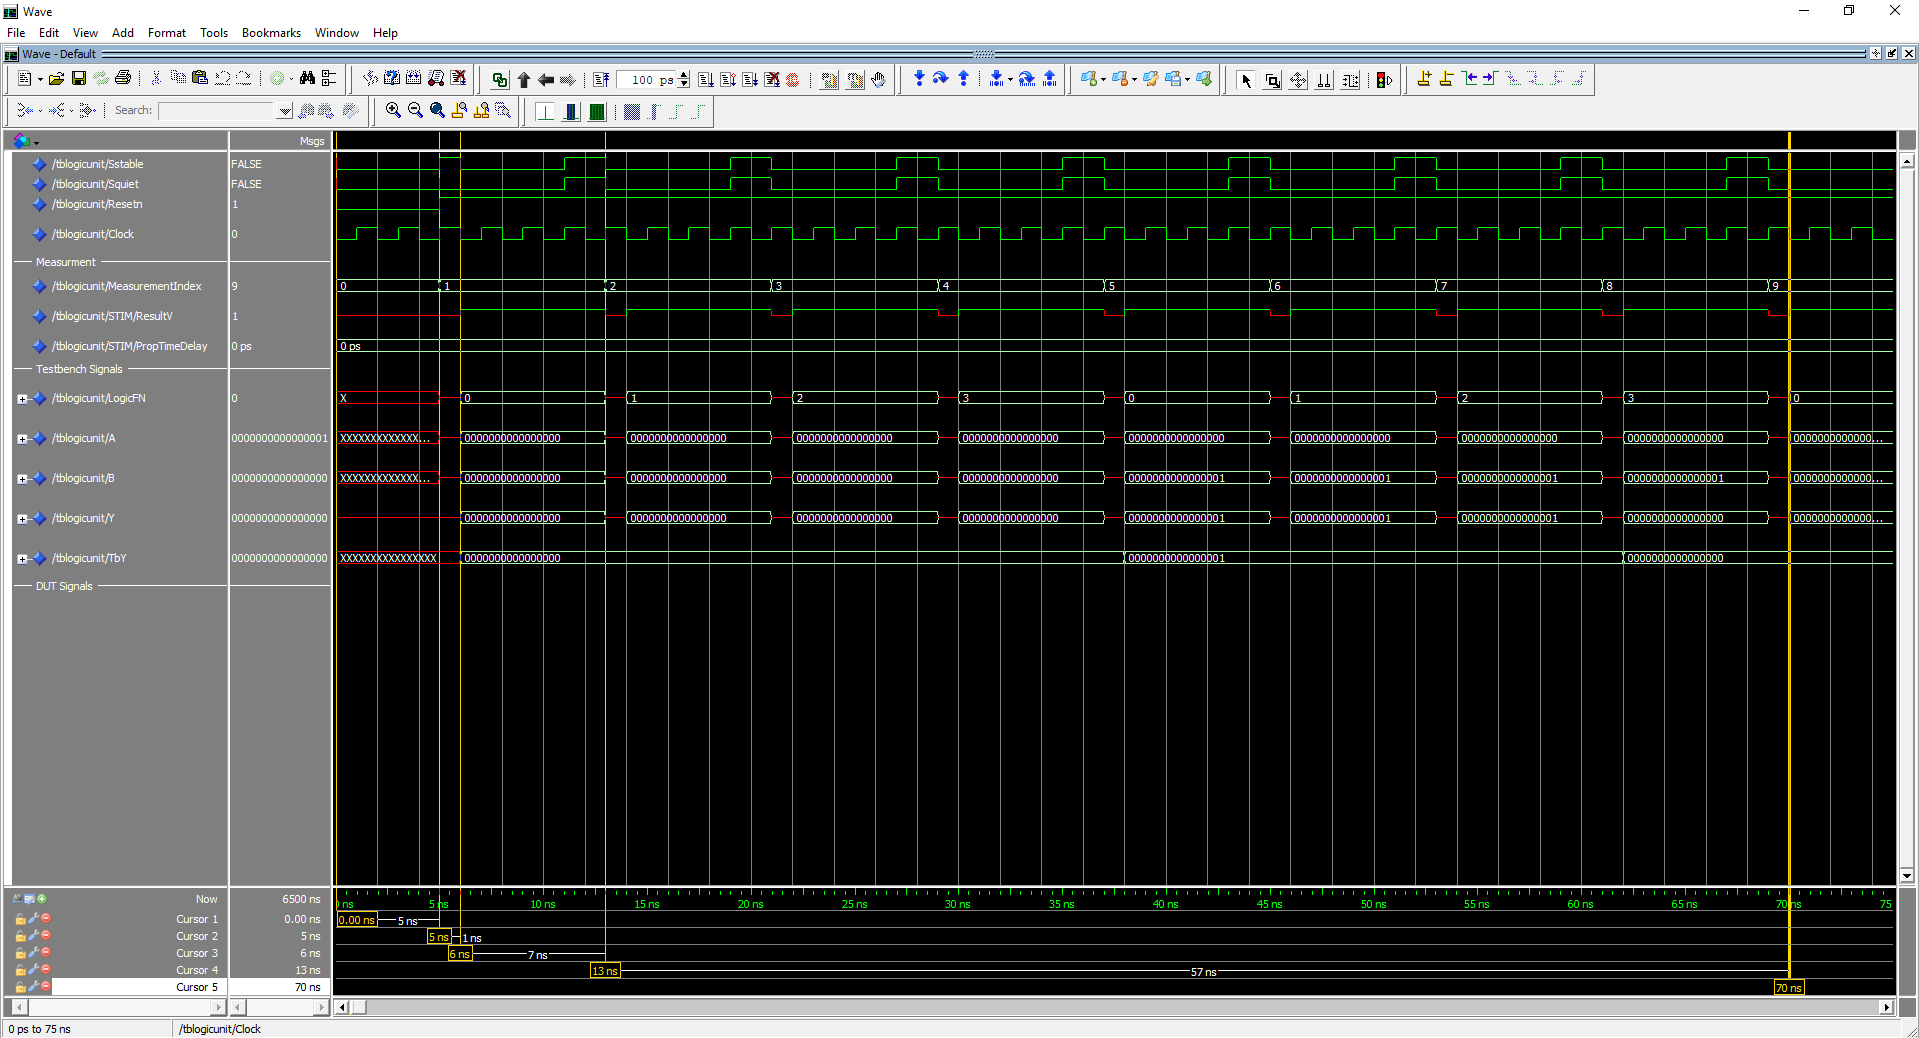 Wave
File Edit View Add Format Tools Bookmarks Window Help
Wave - Default
100 ps
Search:
Msgs
/tblogicunit/Sstable FALSE
/tblogicunit/Squiet FALSE
/tblogicunit/Resetn 1
/tblogicunit/Clock 0
Measurment
/tblogicunit/MeasurementIndex 9 0 1 2 3 4 5 6 7 8 9
/tblogicunit/STIM/ResultV 1
/tblogicunit/STIM/PropTimeDelay 0 ps 0 ps
Testbench Signals
/tblogicunit/LogicFN 0 X 0 1 2 3 0 1 2 3 0
/tblogicunit/A 0000000000000001 XXXXXXXXXXXXX... 0000000000000000 0000000000000000 0000000000000000 0000000000000000 0000000000000000 0000000000000000 0000000000000000 0000000000000000 0000000000000...
/tblogicunit/B 0000000000000000 XXXXXXXXXXXXX... 0000000000000000 0000000000000000 0000000000000000 0000000000000000 0000000000000001 0000000000000001 0000000000000001 0000000000000001 0000000000000...
/tblogicunit/Y 0000000000000000 0000000000000000 0000000000000000 0000000000000000 0000000000000000 0000000000000001 0000000000000001 0000000000000001 0000000000000000 0000000000000...
/tblogicunit/TbY 0000000000000000 XXXXXXXXXXXXXXXX 0000000000000000 0000000000000001 0000000000000000
DUT Signals
Now 6500 ns ns 5 ns 10 ns 15 ns 20 ns 25 ns 30 ns 35 ns 40 ns 45 ns 50 ns 55 ns 60 ns 65 ns 70 ns 75
Cursor 1 0.00 ns 0.00 ns 5 ns
Cursor 2 5 ns 5 ns 1 ns
Cursor 3 6 ns 6 ns 7 ns
Cursor 4 13 ns 13 ns 57 ns
Cursor 5 70 ns 70 ns
0 ps to 75 ns /tblogicunit/Clock